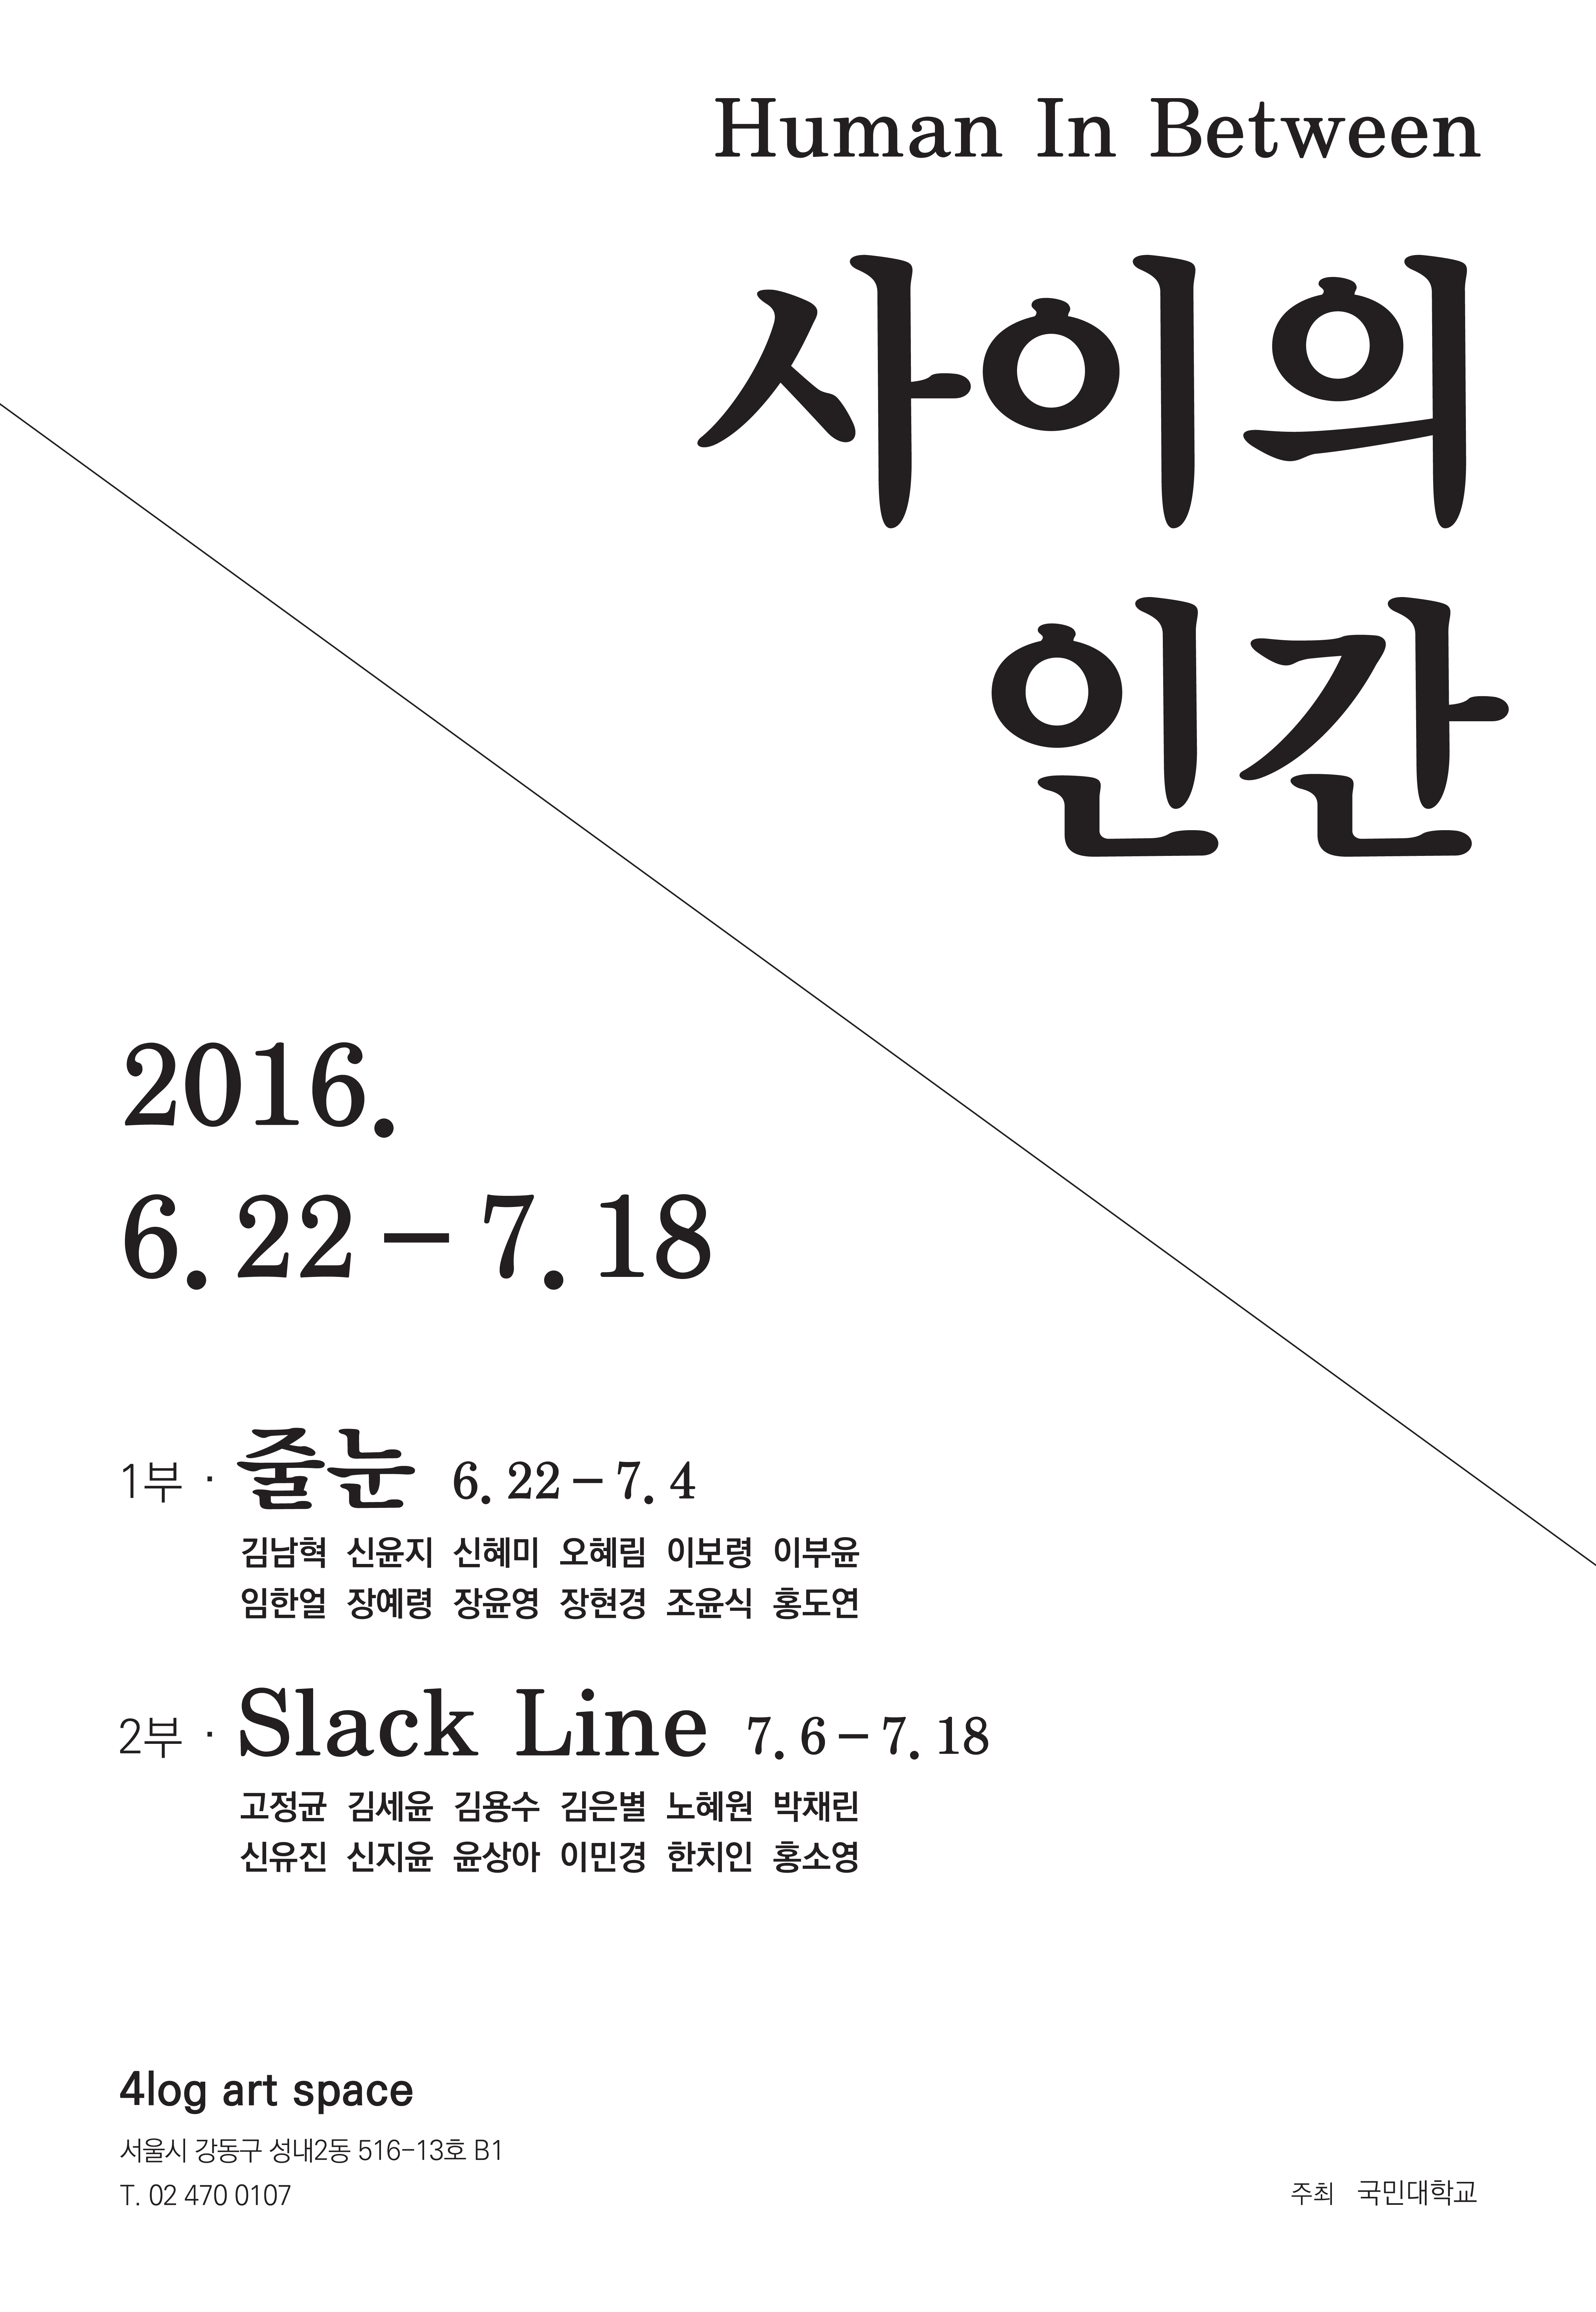 Human In Between
사이의
인간
2016.
6. 22 – 7. 18
1부 · 줄눈 6. 22 – 7. 4
김남혁 신윤지 신혜미 오혜림 이보령 이부윤
임한얼 장예령 장윤영 장현경 조윤식 홍도연
2부 · Slack Line 7. 6 – 7. 18
고정균 김세윤 김용수 김은별 노혜원 박채린
신유진 신지윤 윤상아 이민경 한치인 홍소영
4log art space
서울시 강동구 성내2동 516-13호 B1
T. 02 470 0107
주최 국민대학교